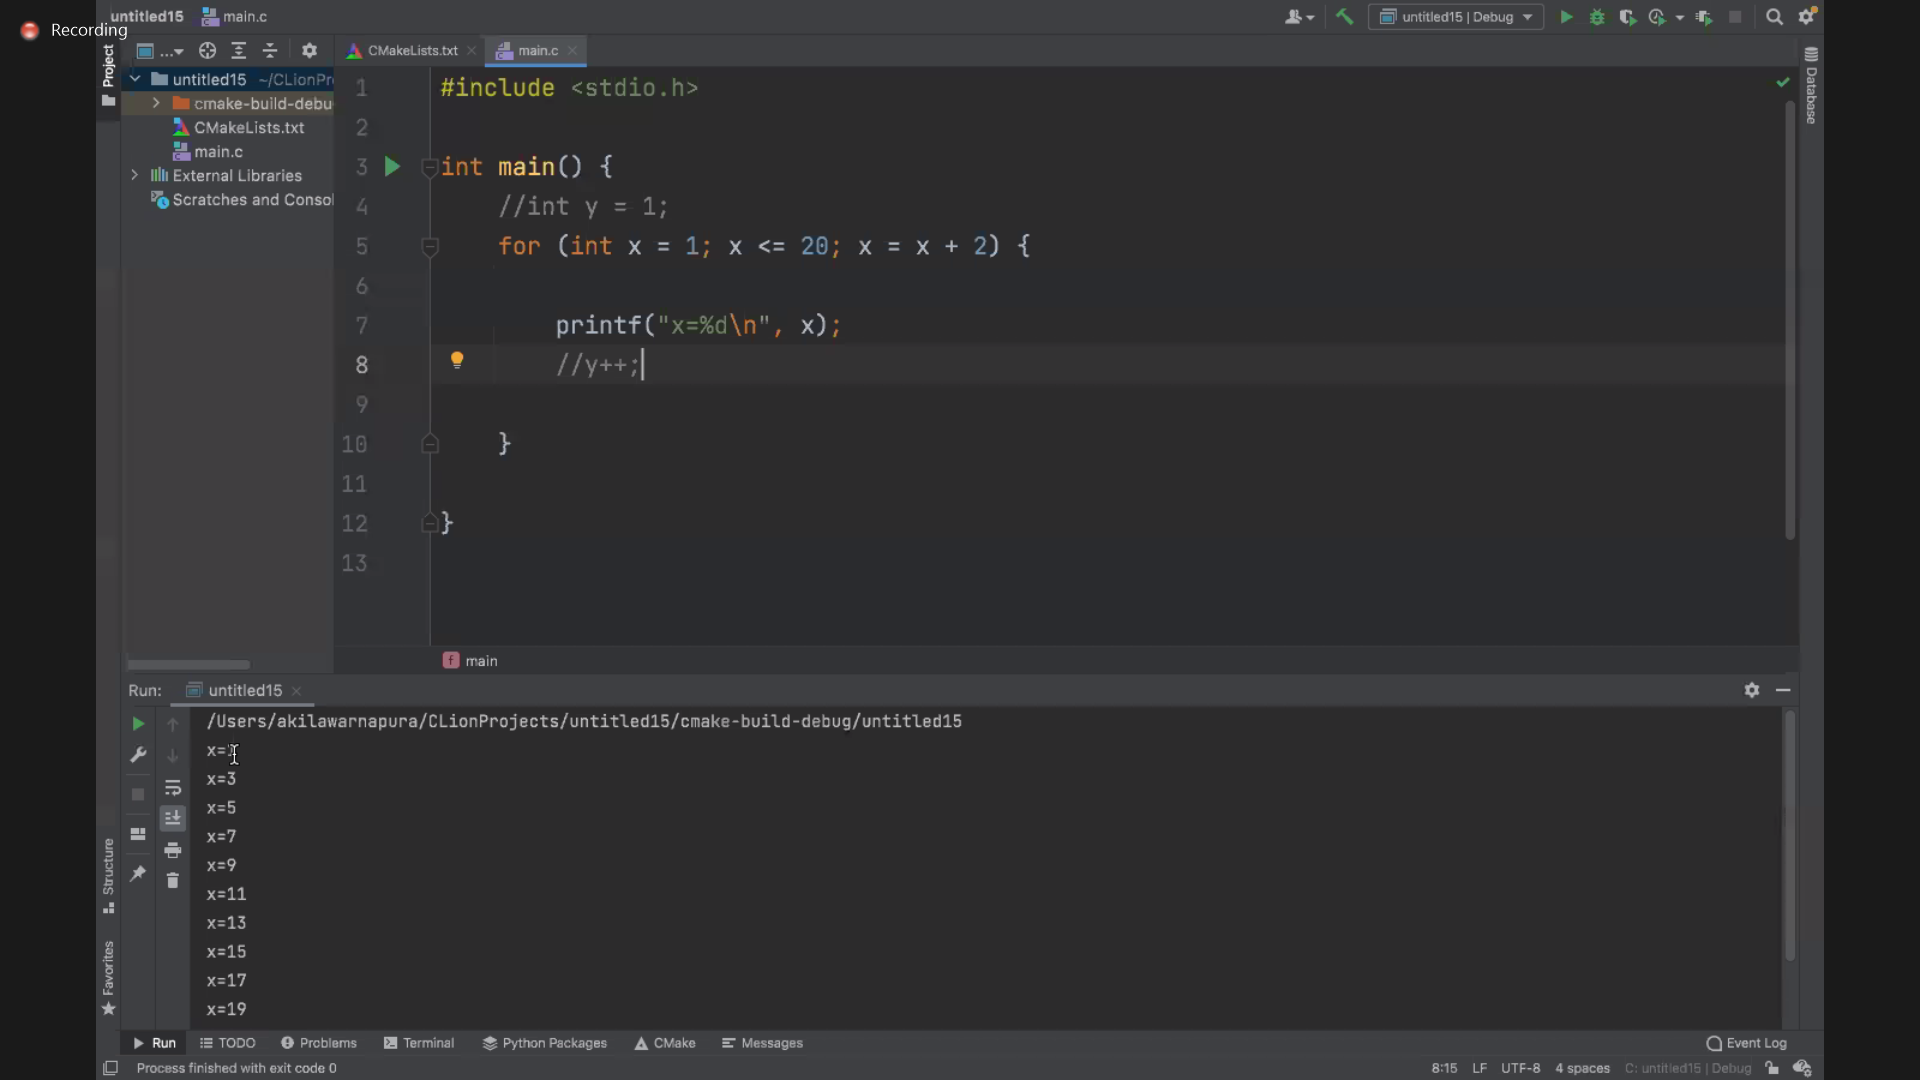 Recording
untitled15 main.c
untitled15 | Debug
Project
...
CMakeLists.txt
main.c
untitled15 ~/CLionPr
cmake-build-debu
CMakeLists.txt
main.c
External Libraries
Scratches and Consol
1 #include <stdio.h>
2
3 int main() {
4 //int y = 1;
5 for (int x = 1; x <= 20; x = x + 2) {
6
7 printf("x=%d\n", x);
8 //y++;
9
10 }
11
12 }
13
main
Database
Run: untitled15
/Users/akilawarnapura/CLionProjects/untitled15/cmake-build-debug/untitled15
x=
x=3
x=5
x=7
x=9
x=11
x=13
x=15
x=17
x=19
Structure
Favorites
Run TODO Problems Terminal Python Packages CMake Messages Event Log
Process finished with exit code 0 8:15 LF UTF-8 4 spaces C: untitled15 | Debug